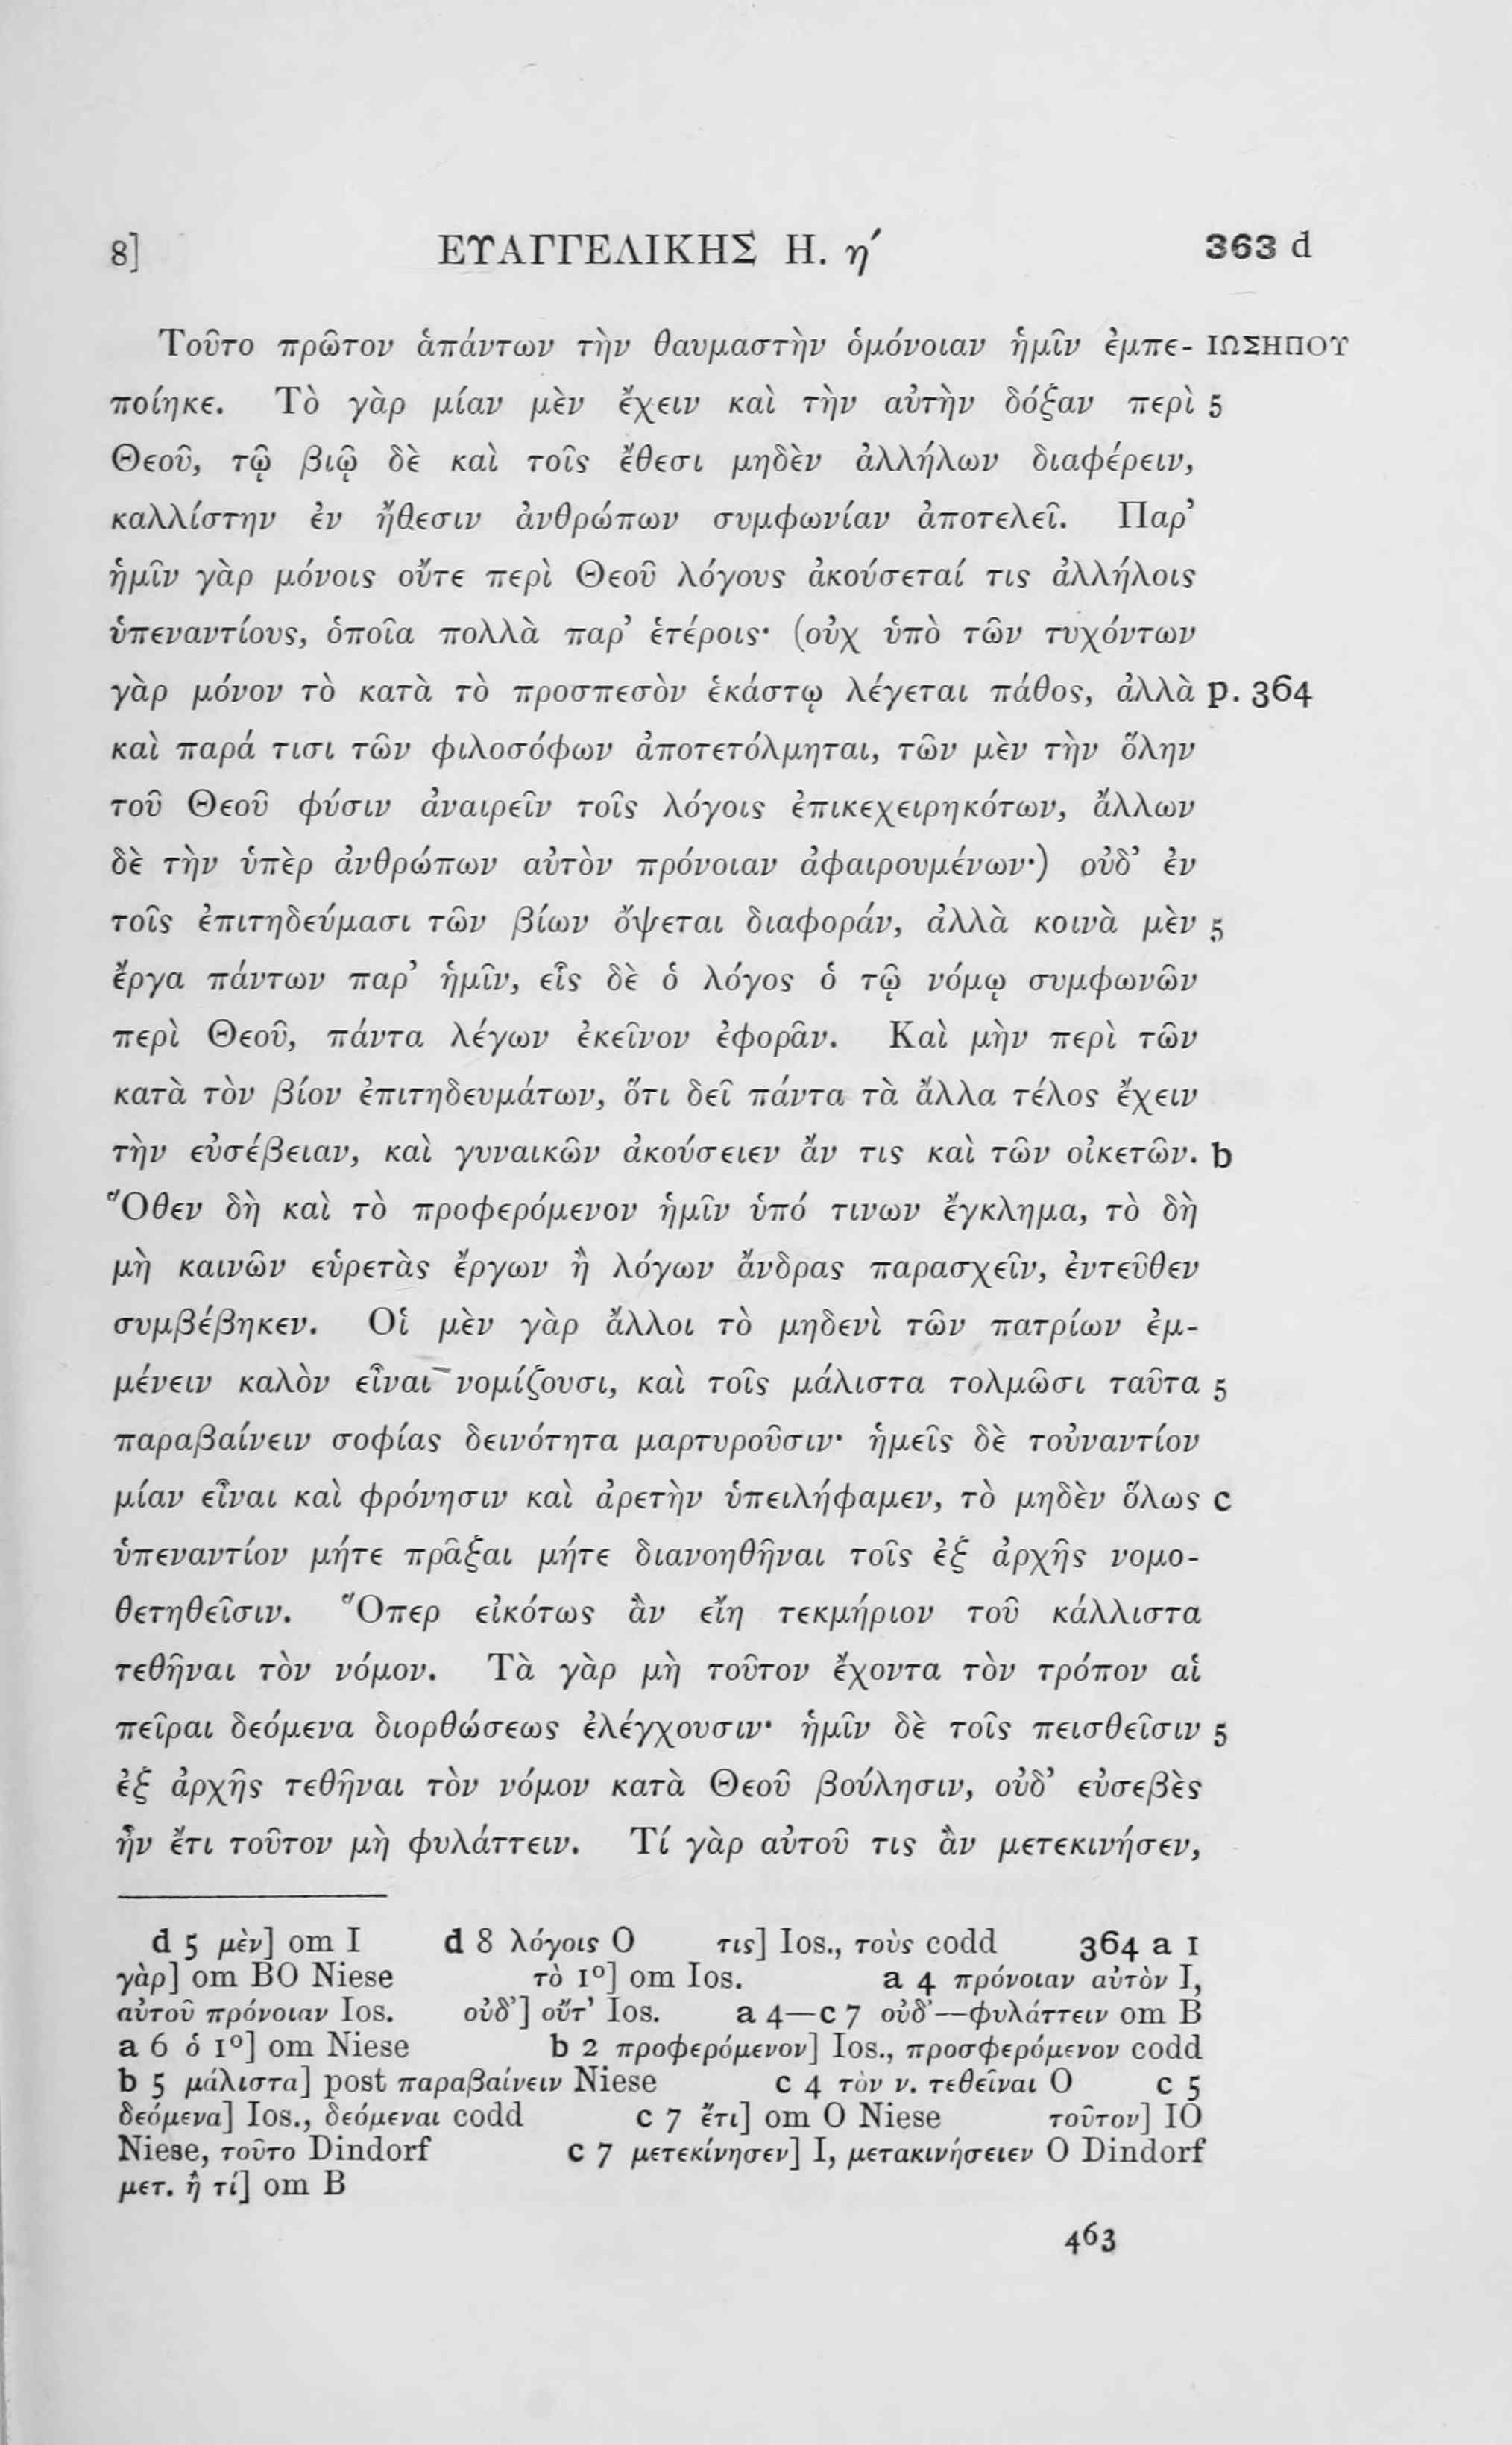 8] ΕΥΑΓΓΕΛΙΚΗΣ Η. η´ 363 d
Τοῦτο πρῶτον ἁπάντων τὴν θαυμαστὴν ὁμόνοιαν ἡμῖν ἐμπε- ΙΩΣΗΠΟΥ
ποίηκε. Τὸ γὰρ μίαν μὲν ἔχειν καὶ τὴν αὐτὴν δόξαν περὶ 5
Θεοῦ, τῷ βιῷ δὲ καὶ τοῖς ἔθεσι μηδὲν ἀλλήλων διαφέρειν,
καλλίστην ἐν ἤθεσιν ἀνθρώπων συμφωνίαν ἀποτελεῖ. Παρ’
ἡμῖν γὰρ μόνοις οὔτε περὶ Θεοῦ λόγους ἀκούσεταί τις ἀλλήλοις
ὑπεναντίους, ὁποῖα πολλὰ παρ’ ἑτέροις· (οὐχ ὑπὸ τῶν τυχόντων
γὰρ μόνον τὸ κατὰ τὸ προσπεσὸν ἑκάστῳ λέγεται πάθος, ἀλλὰ p. 364
καὶ παρά τισι τῶν φιλοσόφων ἀποτετόλμηται, τῶν μὲν τὴν ὅλην
τοῦ Θεοῦ φύσιν ἀναιρεῖν τοῖς λόγοις ἐπικεχειρηκότων, ἄλλων
δὲ τὴν ὑπὲρ ἀνθρώπων αὐτὸν πρόνοιαν ἀφαιρουμένων·) οὐδ’ ἐν
τοῖς ἐπιτηδεύμασι τῶν βίων ὄψεται διαφοράν, ἀλλὰ κοινὰ μὲν 5
ἔργα πάντων παρ’ ἡμῖν, εἷς δὲ ὁ λόγος ὁ τῷ νόμῳ συμφωνῶν
περὶ Θεοῦ, πάντα λέγων ἐκεῖνον ἐφορᾶν. Καὶ μὴν περὶ τῶν
κατὰ τὸν βίον ἐπιτηδευμάτων, ὅτι δεῖ πάντα τὰ ἄλλα τέλος ἔχειν
τὴν εὐσέβειαν, καὶ γυναικῶν ἀκούσειεν ἄν τις καὶ τῶν οἰκετῶν. b
Ὅθεν δὴ καὶ τὸ προφερόμενον ἡμῖν ὑπό τινων ἔγκλημα, τὸ δὴ
μὴ καινῶν εὑρετὰς ἔργων ἢ λόγων ἄνδρας παρασχεῖν, ἐντεῦθεν
συμβέβηκεν. Οἱ μὲν γὰρ ἄλλοι τὸ μηδενὶ τῶν πατρίων ἐμ-
μένειν καλὸν εἶναι νομίζουσι, καὶ τοῖς μάλιστα τολμῶσι ταῦτα 5
παραβαίνειν σοφίας δεινότητα μαρτυροῦσιν· ἡμεῖς δὲ τοὐναντίον
μίαν εἶναι καὶ φρόνησιν καὶ ἀρετὴν ὑπειλήφαμεν, τὸ μηδὲν ὅλως c
ὑπεναντίον μήτε πρᾶξαι μήτε διανοηθῆναι τοῖς ἐξ ἀρχῆς νομο-
θετηθεῖσιν. Ὅπερ εἰκότως ἂν εἴη τεκμήριον τοῦ κάλλιστα
τεθῆναι τὸν νόμον. Τὰ γὰρ μὴ τοῦτον ἔχοντα τὸν τρόπον αἱ
πεῖραι δεόμενα διορθώσεως ἐλέγχουσιν· ἡμῖν δὲ τοῖς πεισθεῖσιν 5
ἐξ ἀρχῆς τεθῆναι τὸν νόμον κατὰ Θεοῦ βούλησιν, οὐδ’ εὐσεβὲς
ἦν ἔτι τοῦτον μὴ φυλάττειν. Τί γὰρ αὐτοῦ τις ἂν μετεκινήσεν,
d 5 μὲν] om I d 8 λόγοις O τις] Ios., τοὺς codd 364 a 1
γὰρ] om BO Niese τὸ 1º] om Ios. a 4 πρόνοιαν αὐτὸν I,
αὐτοῦ πρόνοιαν Ios. οὐδ’] οὔτ’ Ios. a 4—c 7 οὐδ’—φυλάττειν om B
a 6 ὁ 1º] om Niese b 2 προφερόμενον] Ios., προσφερόμενον codd
b 5 μάλιστα] post παραβαίνειν Niese c 4 τὸν ν. τεθεῖναι O c 5
δεόμενα] Ios., δεόμεναι codd c 7 ἔτι] om O Niese τοῦτον] IO
Niese, τοῦτο Dindorf c 7 μετεκίνησεν] I, μετακινήσειεν O Dindorf
μετ. ἢ τί] om B
463